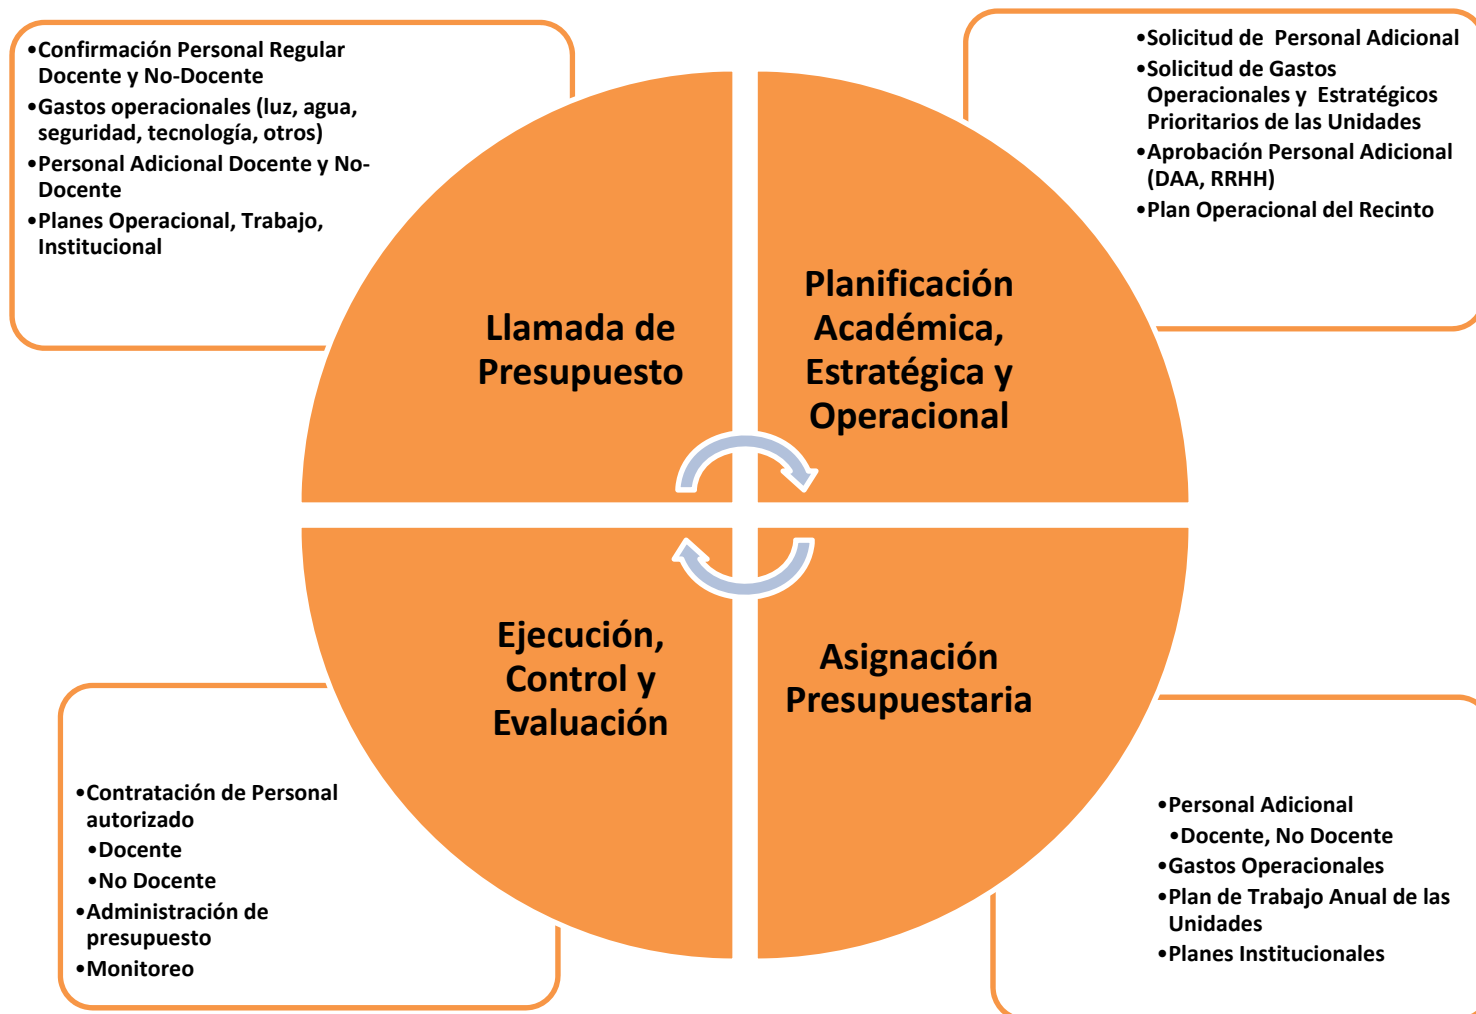 •Confirmación Personal Regular
Docente y No-Docente
•Gastos operacionales (luz, agua,
seguridad, tecnología, otros)
•Personal Adicional Docente y No-
Docente
•Planes Operacional, Trabajo,
Institucional
•Solicitud de Personal Adicional
•Solicitud de Gastos
Operacionales y Estratégicos
Prioritarios de las Unidades
•Aprobación Personal Adicional
(DAA, RRHH)
•Plan Operacional del Recinto
Llamada de
Presupuesto
Planificación
Académica,
Estratégica y
Operacional
Ejecución,
Control y
Evaluación
Asignación
Presupuestaria
•Contratación de Personal
autorizado
•Docente
•No Docente
•Administración de
presupuesto
•Monitoreo
•Personal Adicional
•Docente, No Docente
•Gastos Operacionales
•Plan de Trabajo Anual de las
Unidades
•Planes Institucionales